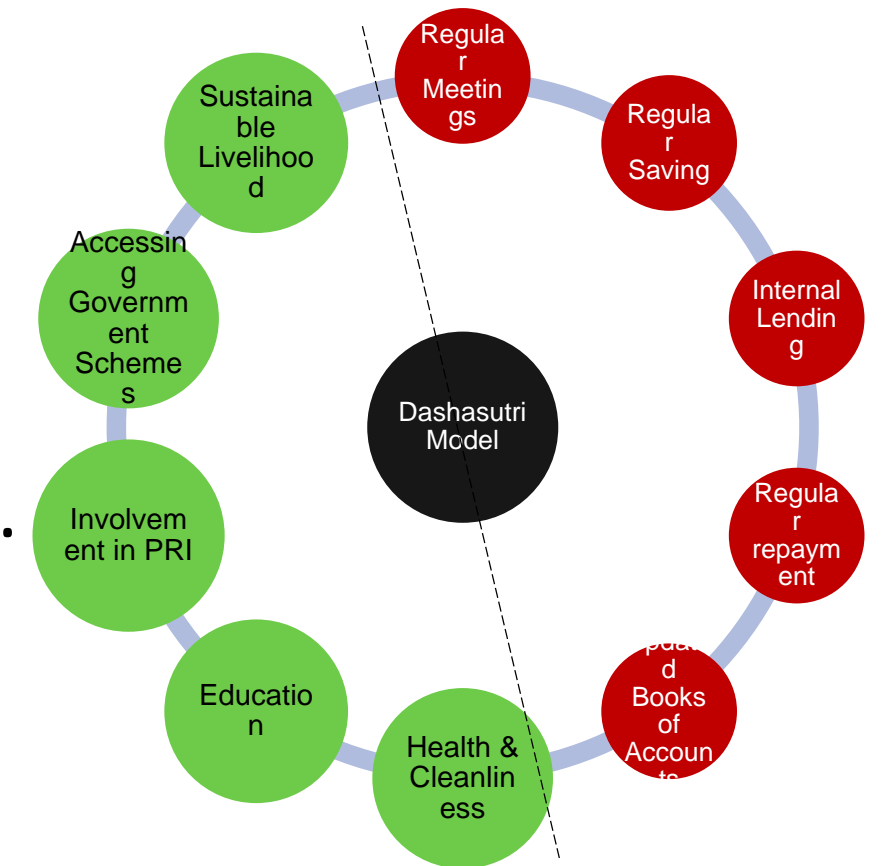 Regula
r
Meetin
gs
Regula
r
Saving
Internal
Lendin
g
Regula
r
repaym
ent
d
Books
of
Accoun
ts
Health &
Cleanlin
ess
Educatio
n
Involvem
ent in PRI
Accessin
g
Governm
ent
Scheme
s
Sustaina
ble
Livelihoo
d
Dashasutri
Model
.